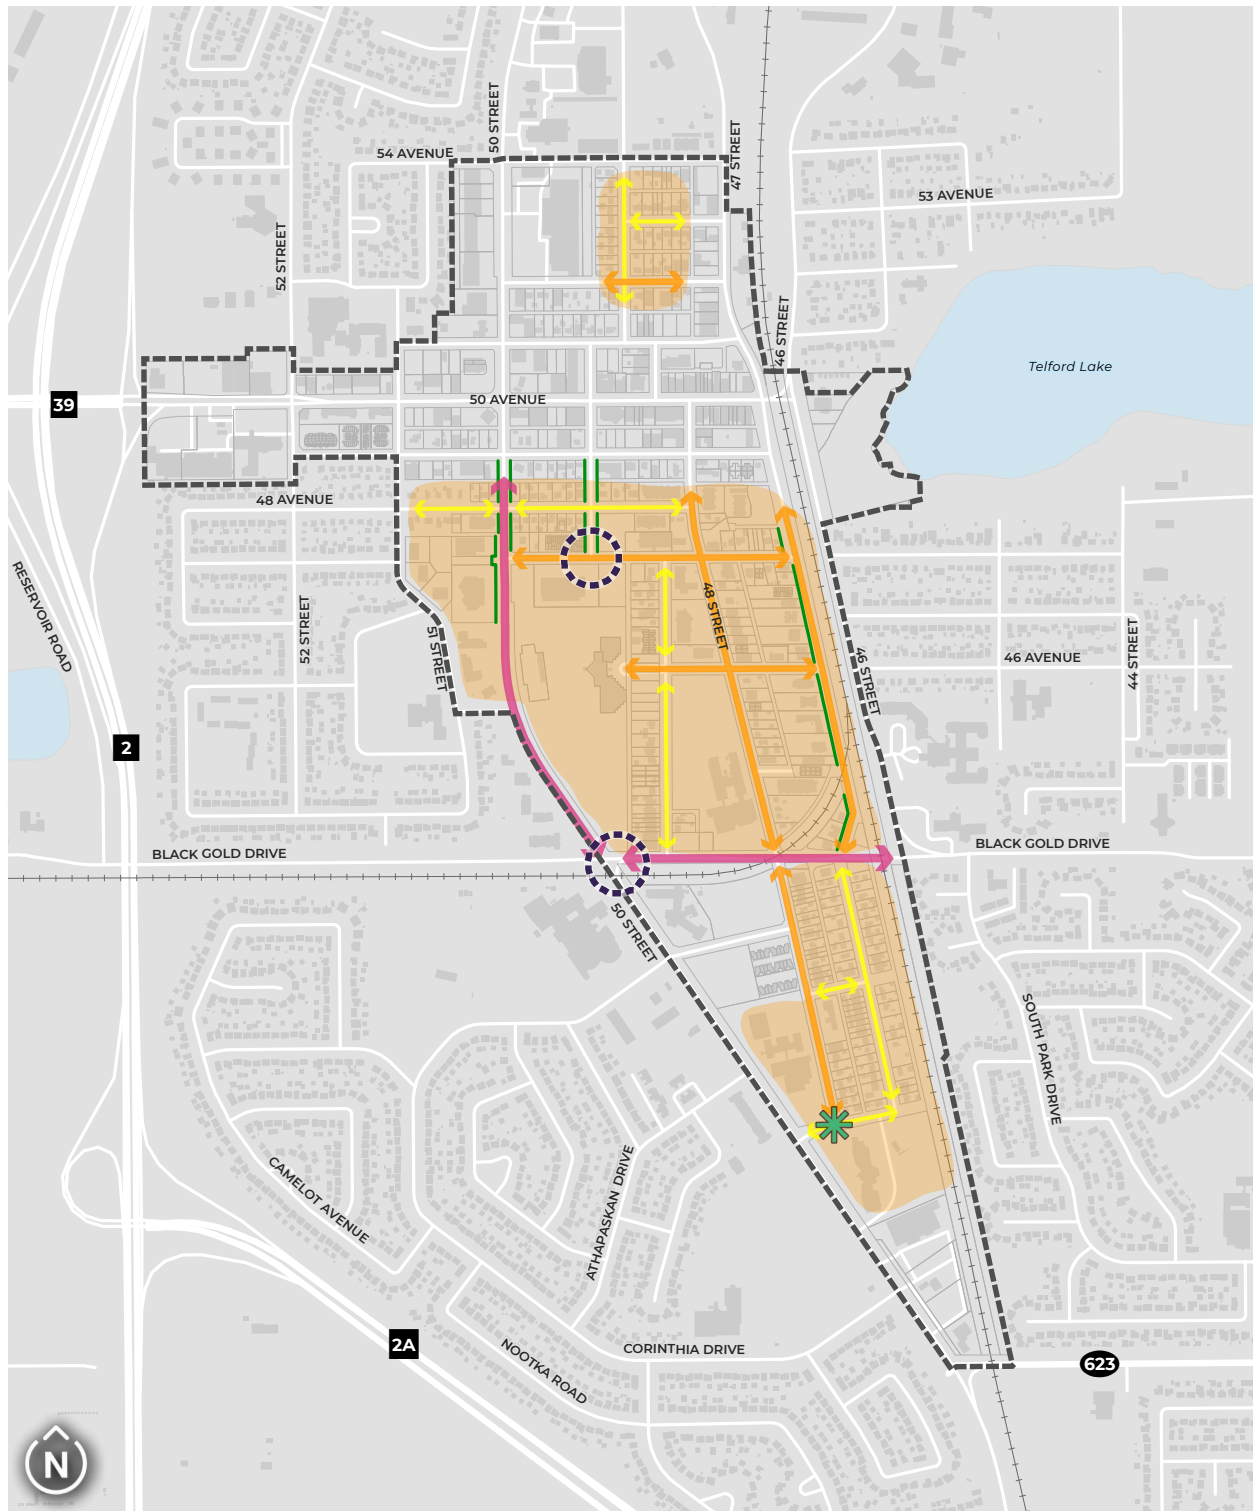 50 STREET
47 STREET
54 AVENUE
53 AVENUE
52 STREET
46 STREET
Telford Lake
39
50 AVENUE
48 AVENUE
RESERVOIR ROAD
52 STREET
51 STREET
48 STREET
46 STREET
46 AVENUE
44 STREET
2
BLACK GOLD DRIVE
BLACK GOLD DRIVE
50 STREET
SOUTH PARK DRIVE
CAMELOT AVENUE
ATHAPASKAN DRIVE
2A
NOOTKA ROAD
CORINTHIA DRIVE
623
N